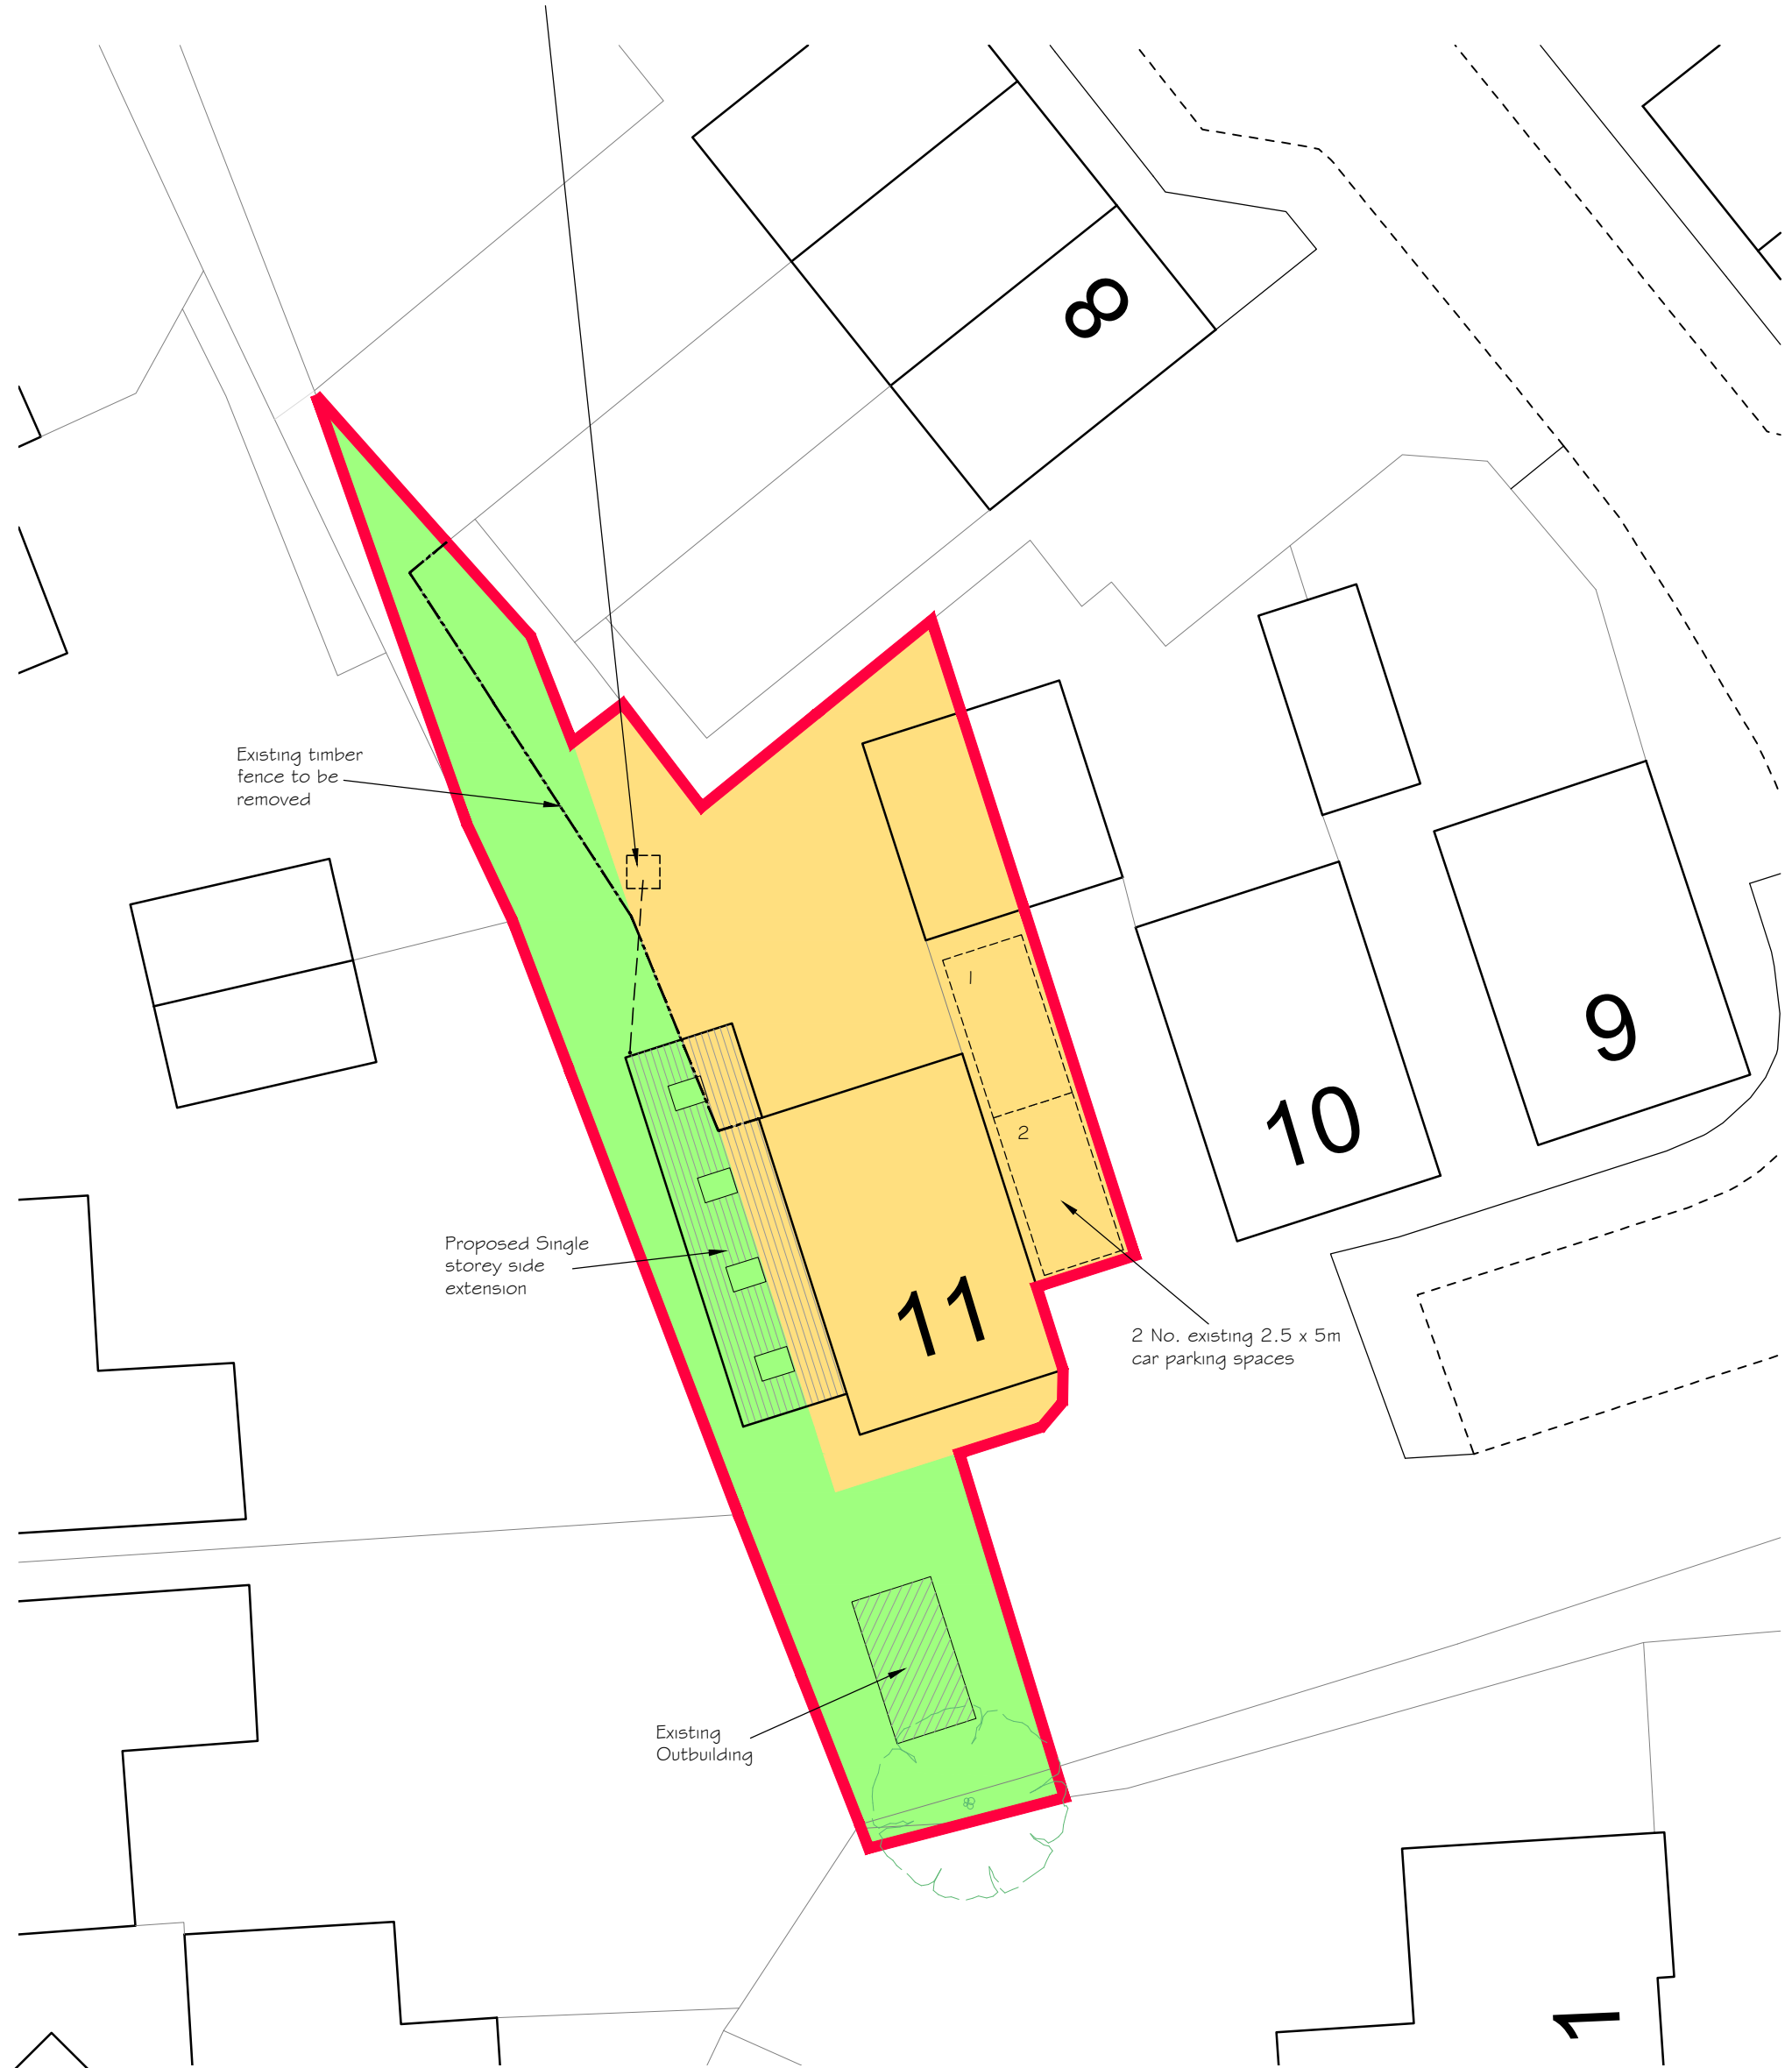 8
Existing timber
fence to be
removed
1
9
10
2
Proposed Single
storey side
extension
11
2 No. existing 2.5 x 5m
car parking spaces
Existing
Outbuilding
1